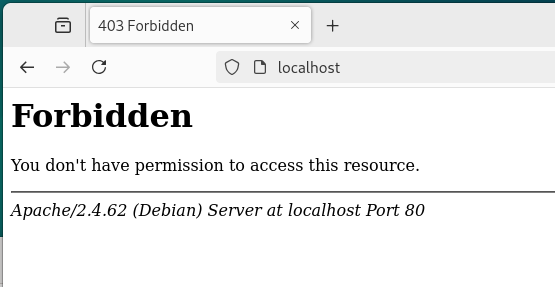 403 Forbidden
localhost
Forbidden
You don't have permission to access this resource.
Apache/2.4.62 (Debian) Server at localhost Port 80